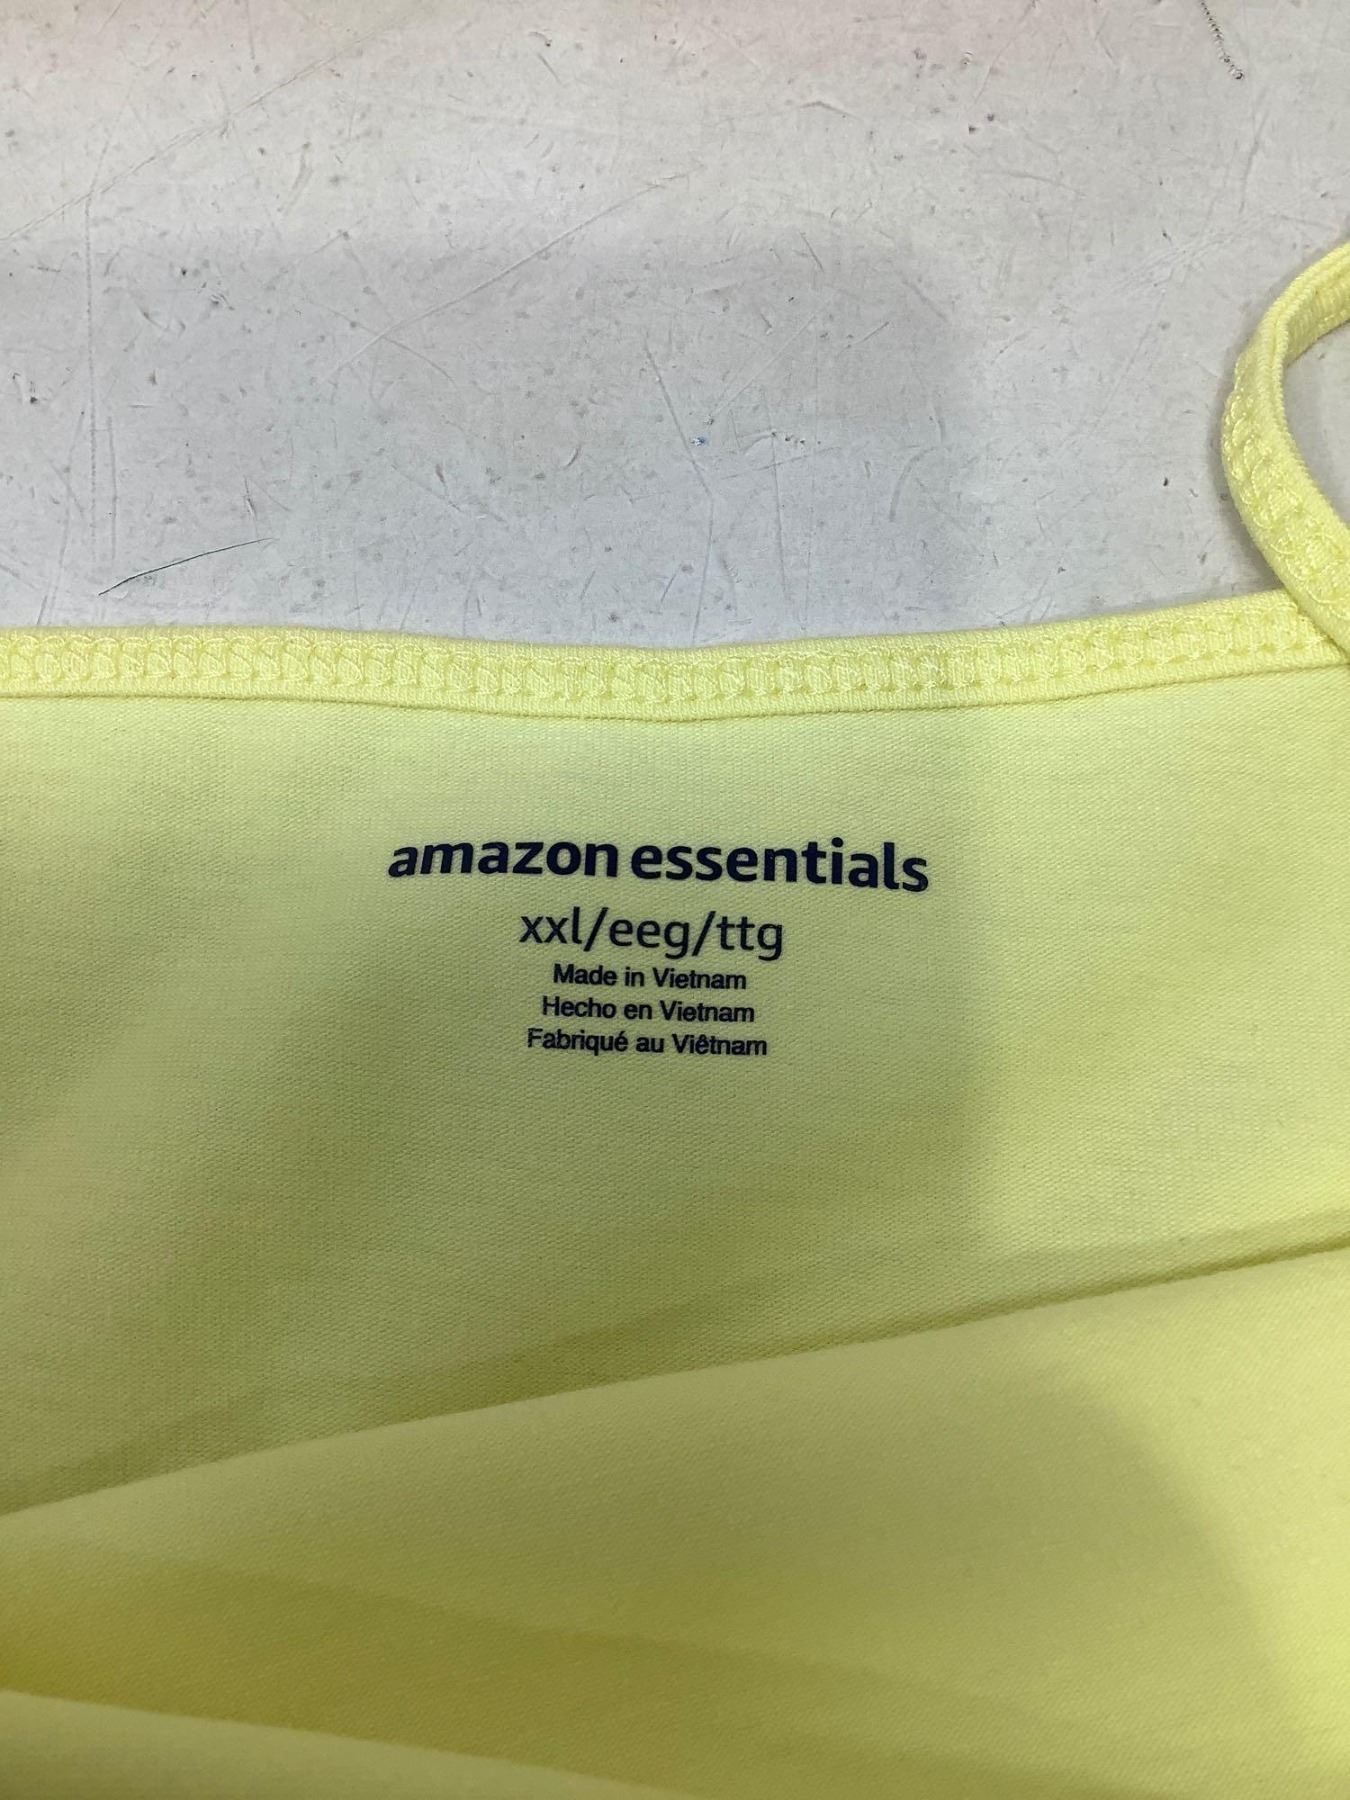 amazon essentials
xxl/eeg/ttg
Made in Vietnam
Hecho en Vietnam
Fabriqué au Viêtnam